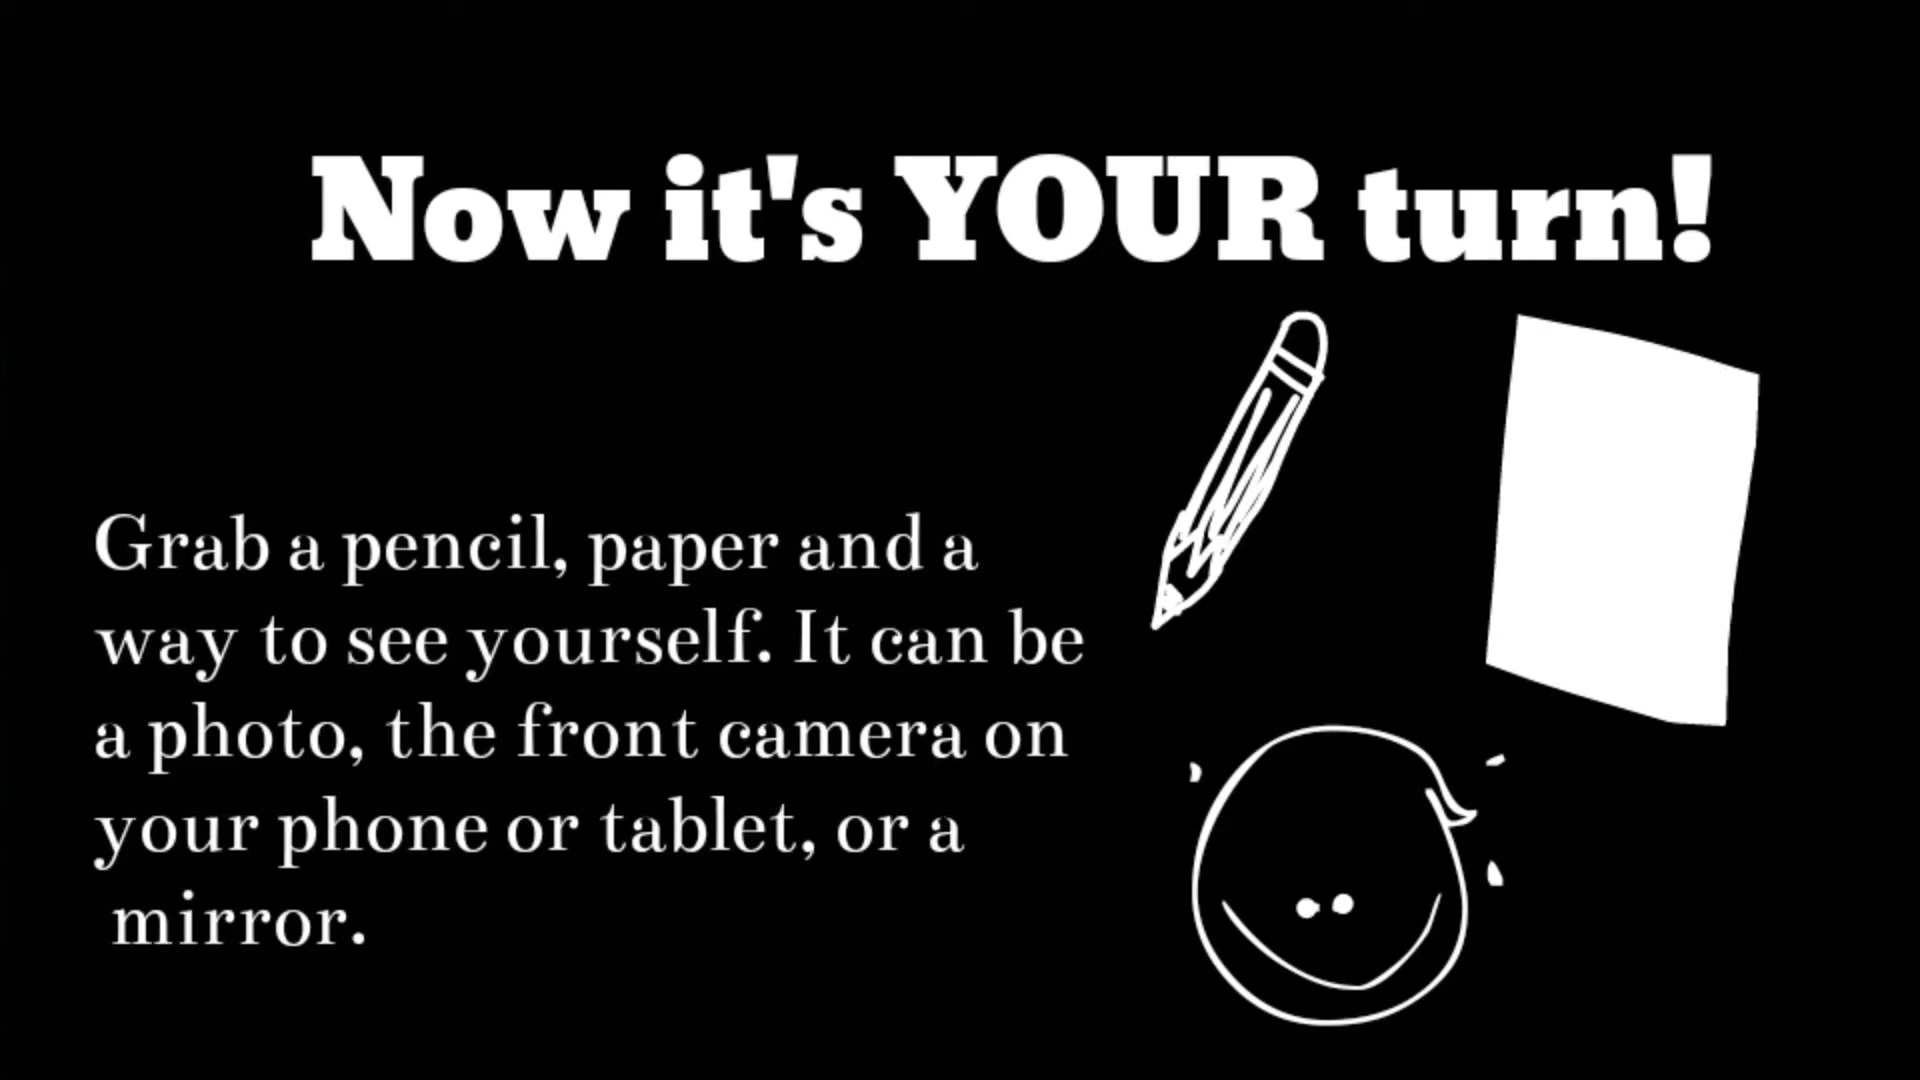 Now it's YOUR turn!
Grab a pencil, paper and a
way to see yourself. It can be
a photo, the front camera on
your phone or tablet, or a
mirror.